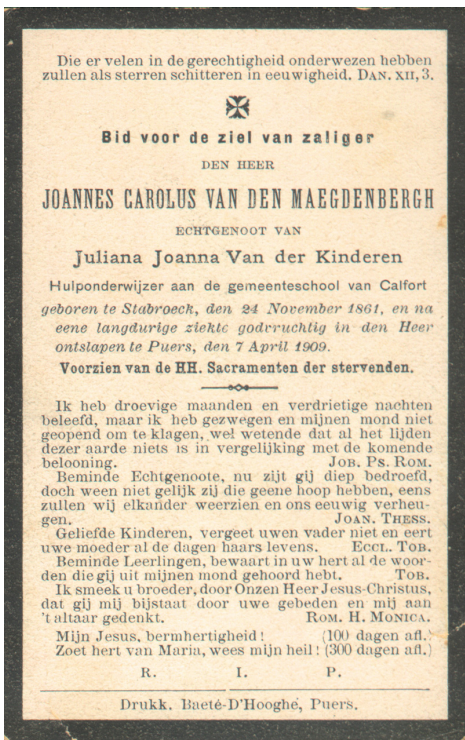 Die er velen in de gerechtigheid onderwezen hebben
zullen als sterren schitteren in eeuwigheid. DAN. XII, 3.
Bid voor de ziel van zaliger
DEN HEER
JOANNES CAROLUS VAN DEN MAEGDENBERGH
ECHTGENOOT VAN
Juliana Joanna Van der Kinderen
Hulponderwijzer aan de gemeenteschool van Calfort
geboren te Stabroeck, den 24 November 1861, en na
eene langdurige ziekte godvruchtig in den Heer
ontslapen te Puers, den 7 April 1909.
Voorzien van de HH. Sacramenten der stervenden.
Ik heb droevige maanden en verdrietige nachten
beleefd, maar ik heb gezwegen en mijnen mond niet
geopend om te klagen, wel wetende dat al het lijden
dezer aarde niets is in vergelijking met de komende
belooning. JOB. PS. ROM.
Beminde Echtgenoote, nu zijt gij diep bedroefd,
doch ween niet gelijk zij die geene hoop hebben, eens
zullen wij elkander weerzien en ons eeuwig verheu-
gen. JOAN. THESS.
Geliefde Kinderen, vergeet uwen vader niet en eert
uwe moeder al de dagen haars levens. ECCL. TOB.
Beminde Leerlingen, bewaart in uw hert al de woor-
den die gij uit mijnen mond gehoord hebt. TOB.
Ik smeek u broeder, door Onzen Heer Jesus-Christus,
dat gij mij bijstaat door uwe gebeden en mij aan
't altaar gedenkt. ROM. H. MONICA.
Mijn Jesus, bermhertigheid! (100 dagen afl.)
Zoet hert van Maria, wees mijn heil! (300 dagen afl.)
R. I. P.
Drukk. Baeté-D'Hooghe, Puers.